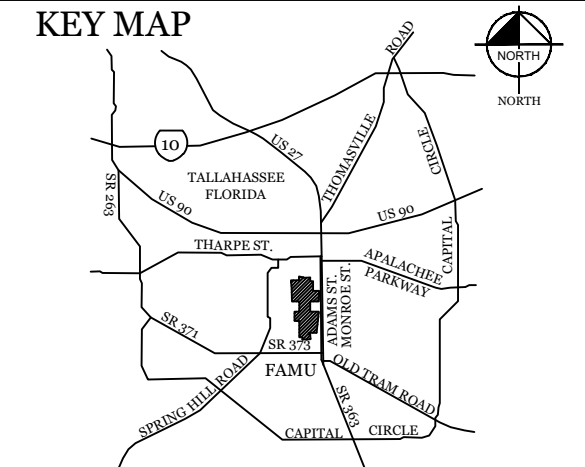 KEY MAP
ROAD
NORTH
NORTH
10
US 27
THOMASVILLE
CIRCLE
TALLAHASSEE
FLORIDA
SR 263
US 90
US 90
CAPITAL
THARPE ST.
APALACHEE
PARKWAY
ADAMS ST.
MONROE ST.
SR 371
SR 373
FAMU
OLD TRAM ROAD
SPRING HILL ROAD
SR 363
CAPITAL
CIRCLE